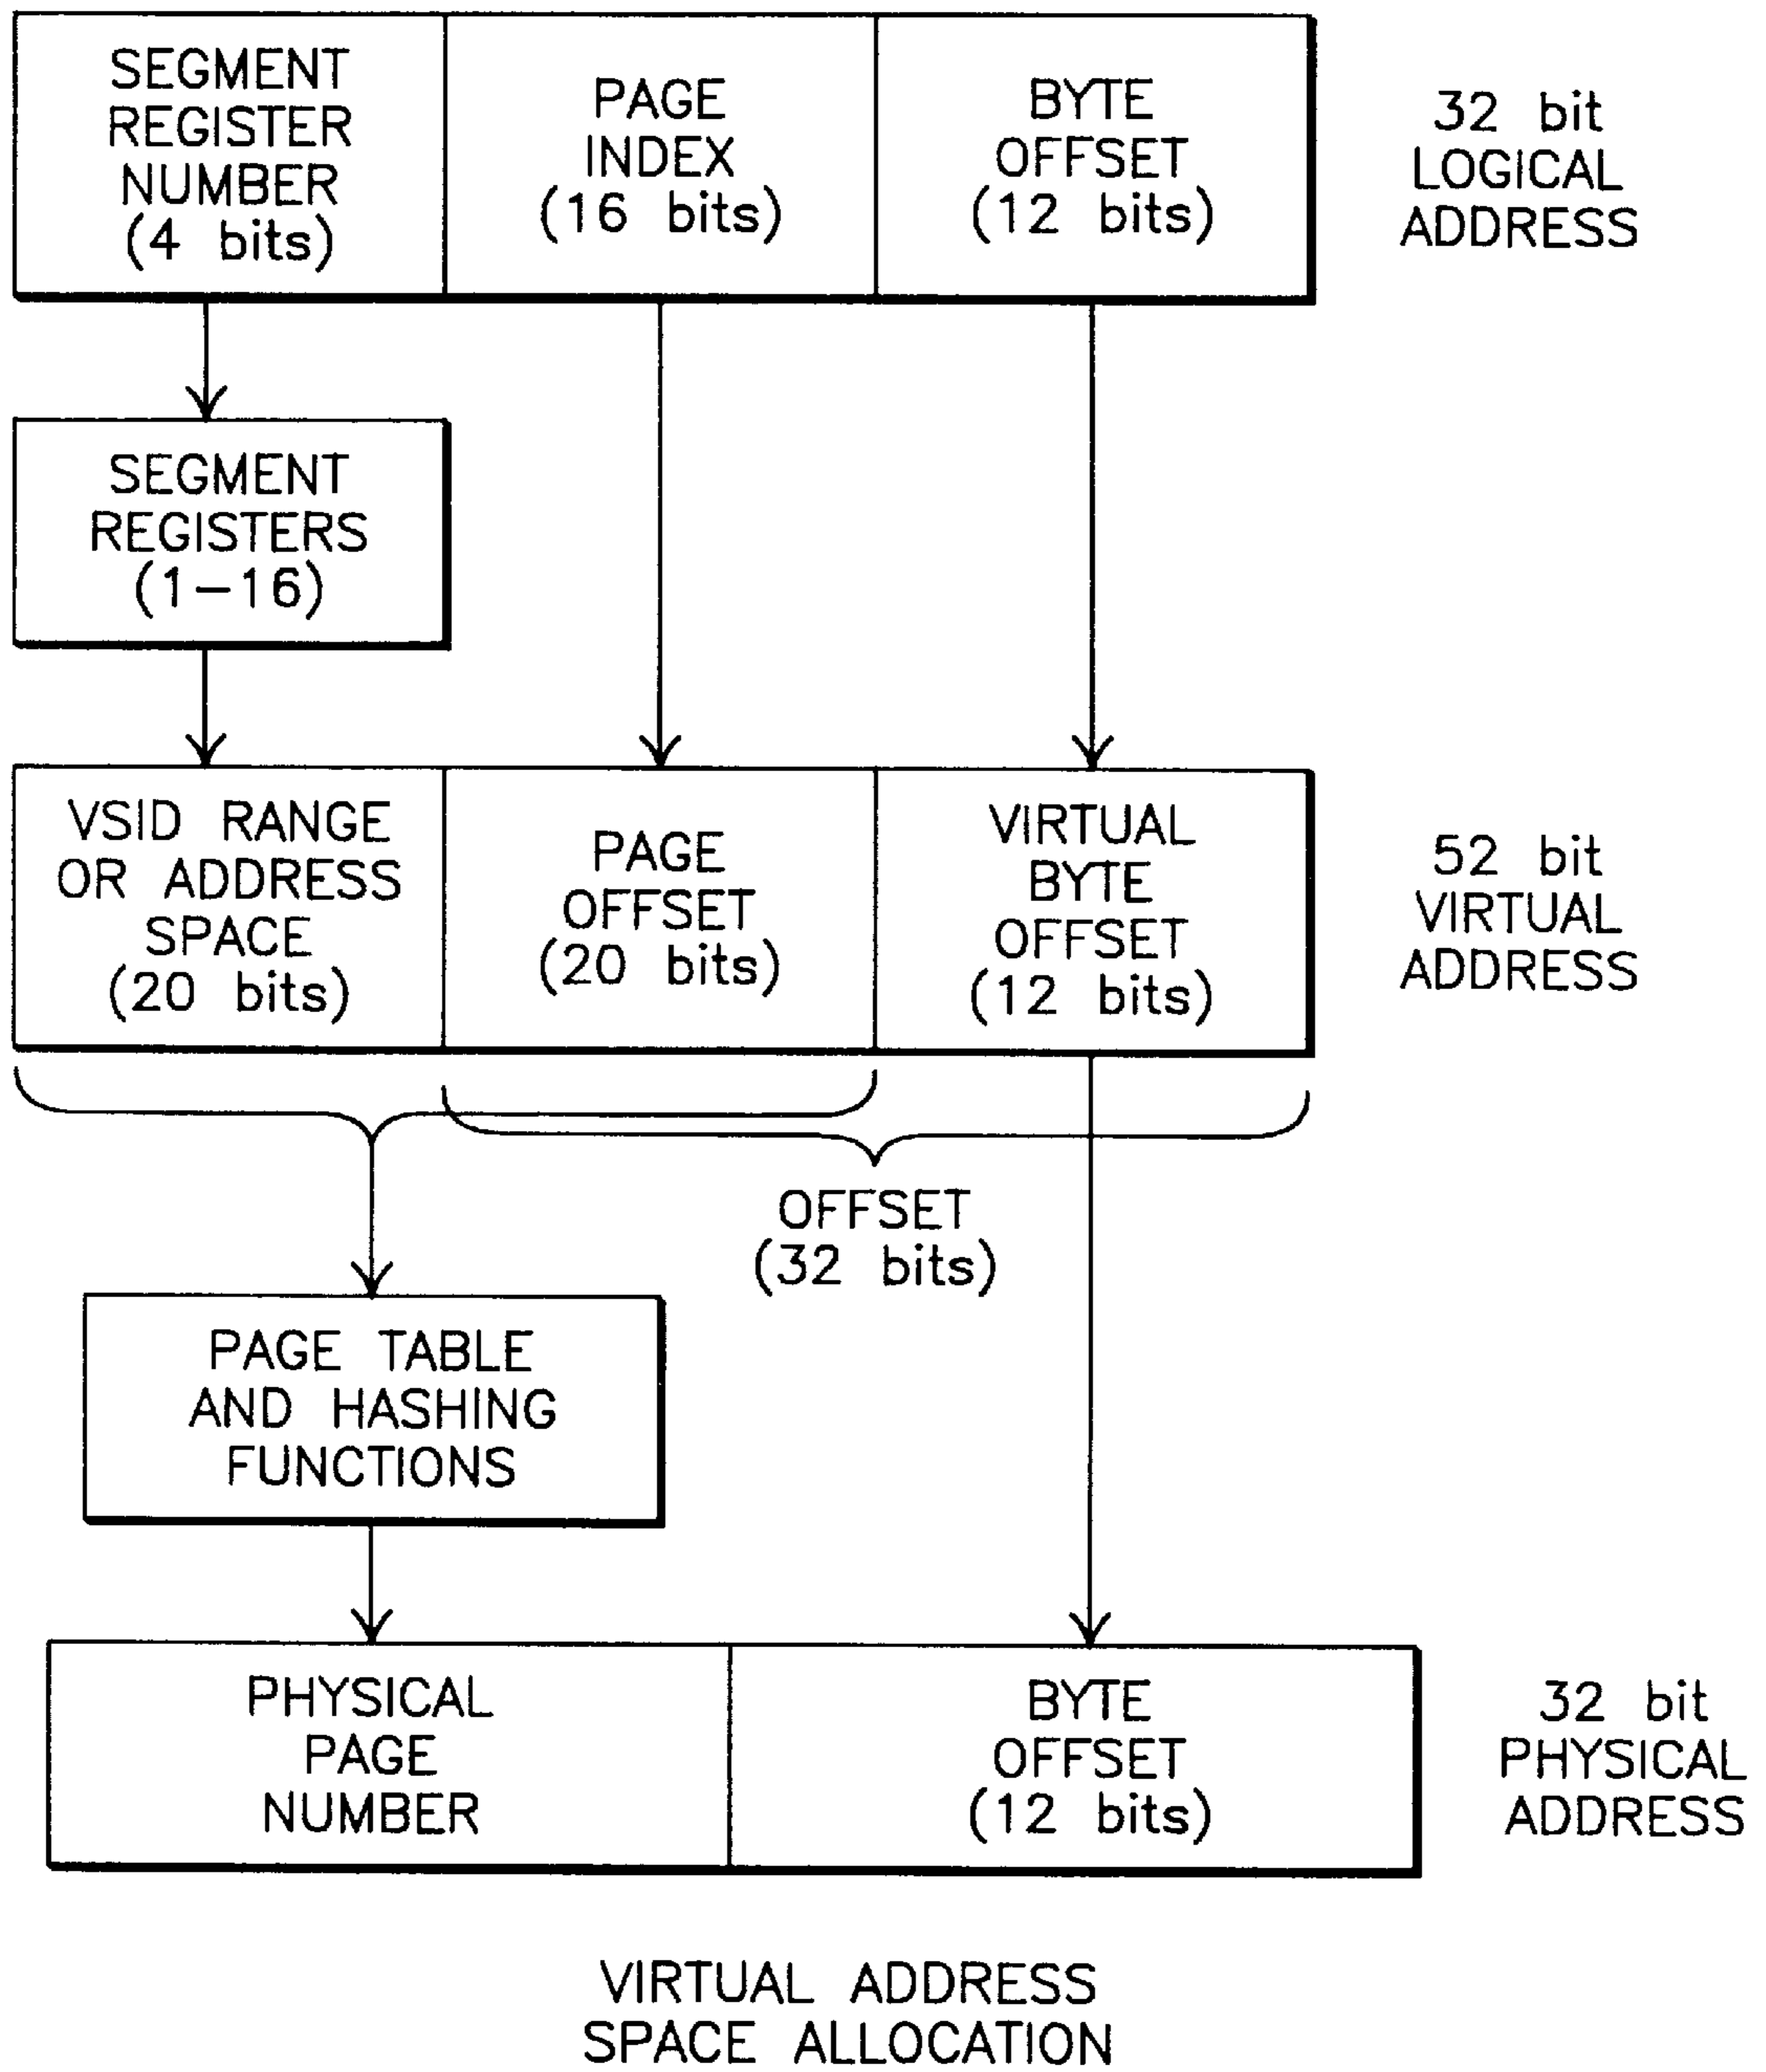 SEGMENT
REGISTER
NUMBER
(4 bits)
PAGE
INDEX
(16 bits)
BYTE
OFFSET
(12 bits)
32 bit
LOGICAL
ADDRESS
SEGMENT
REGISTERS
(1-16)
VSID RANGE
OR ADDRESS
SPACE
(20 bits)
PAGE
OFFSET
(20 bits)
VIRTUAL
BYTE
OFFSET
(12 bits)
52 bit
VIRTUAL
ADDRESS
OFFSET
(32 bits)
PAGE TABLE
AND HASHING
FUNCTIONS
PHYSICAL
PAGE
NUMBER
BYTE
OFFSET
(12 bits)
32 bit
PHYSICAL
ADDRESS
VIRTUAL ADDRESS
SPACE ALLOCATION